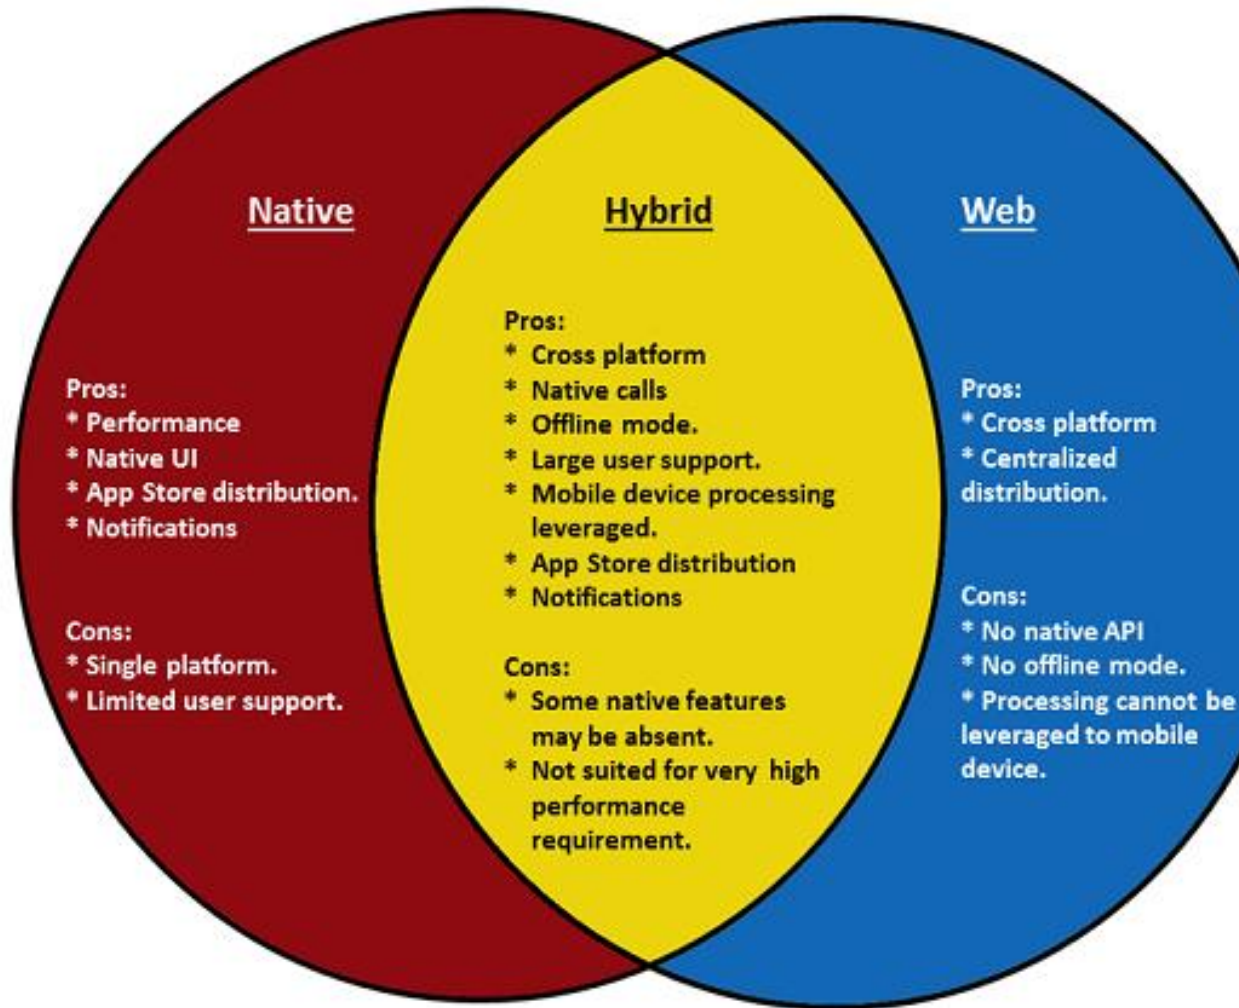 Native
Pros:
* Performance
* Native UI
* App Store distribution.
* Notifications
Cons:
* Single platform.
* Limited user support.
Hybrid
Pros:
* Cross platform
* Native calls
* Offline mode.
* Large user support.
* Mobile device processing
leveraged.
* App Store distribution
* Notifications
Cons:
* Some native features
may be absent.
* Not suited for very high
performance
requirement.
Web
Pros:
* Cross platform
* Centralized
distribution.
Cons:
* No native API
* No offline mode.
* Processing cannot be
leveraged to mobile
device.